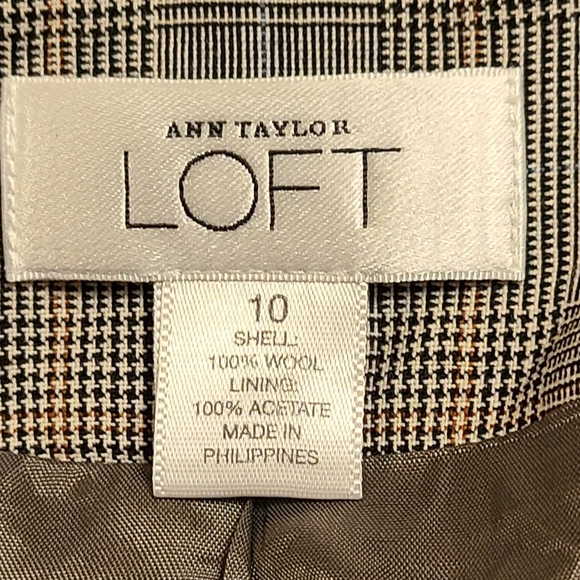 ANN TAYLOR
LOFT
10
SHELL:
100% WOOL
LINING:
100% ACETATE
MADE IN
PHILIPPINES